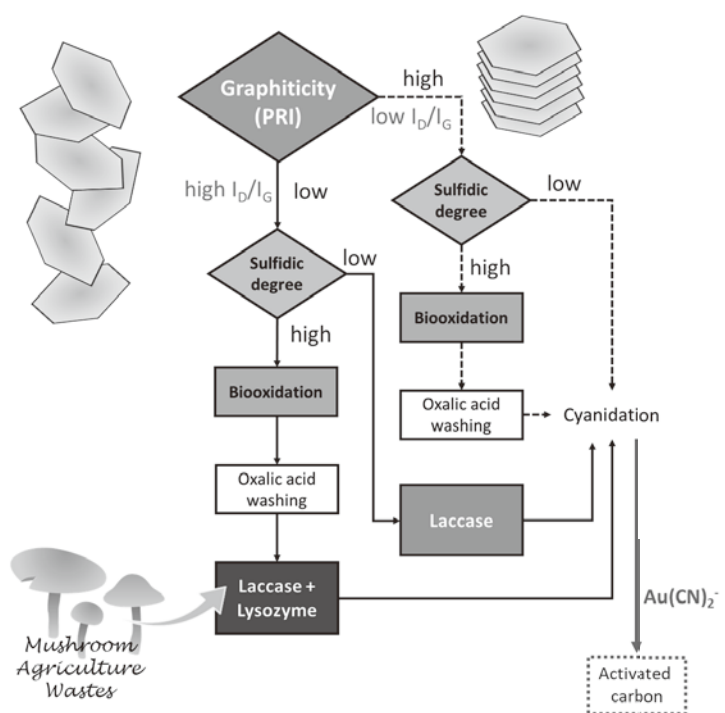 Graphiticity
(PRI)
high
low I_D/I_G
high I_D/I_G
low
Sulfidic
degree
low
high
Sulfidic
degree
low
high
Biooxidation
Biooxidation
Oxalic acid
washing
Cyanidation
Oxalic acid
washing
Laccase
Laccase +
Lysozyme
Mushroom
Agriculture
Wastes
Au(CN)₂⁻
Activated
carbon